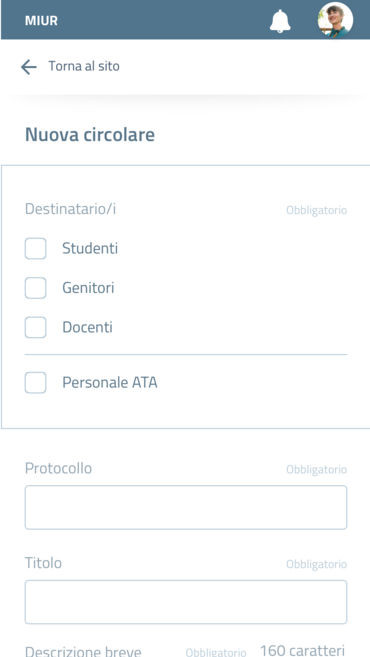 MIUR
Torna al sito
Nuova circolare
Destinatario/i Obbligatorio
Studenti
Genitori
Docenti
Personale ATA
Protocollo Obbligatorio
Titolo Obbligatorio
Descrizione breve Obbligatorio 160 caratteri